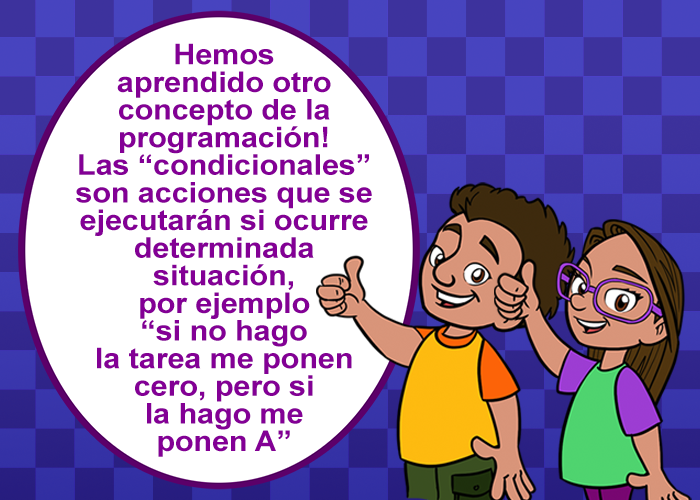 Hemos
aprendido otro
concepto de la
programación!
Las “condicionales”
son acciones que se
ejecutarán si ocurre
determinada
situación,
por ejemplo
“si no hago
la tarea me ponen
cero, pero si
la hago me
ponen A”